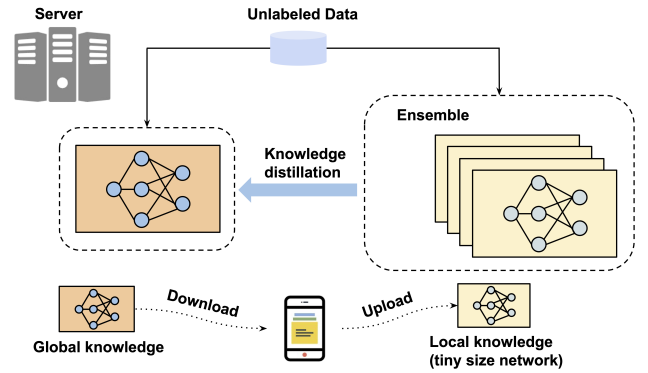 Server
Unlabeled Data
Ensemble
Knowledge
distillation
Download
Upload
Global knowledge
Local knowledge
(tiny size network)